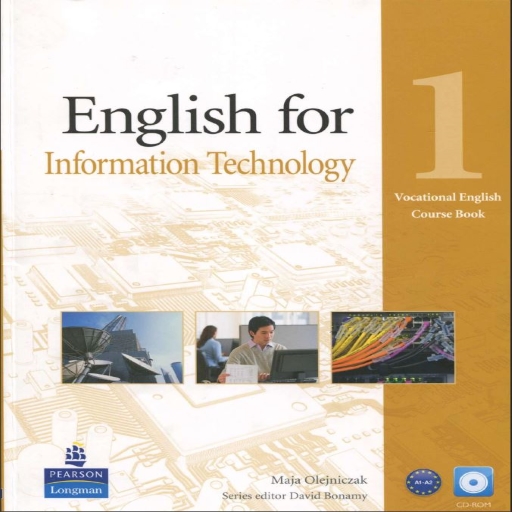 English for
Information Technology
1
Vocational English
Course Book
PEARSON
Longman
Maja Olejniczak
Series editor David Bonamy
A1-A2
CD-ROM